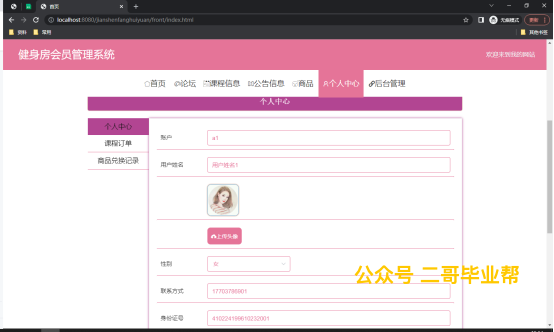 首页
localhost:8080/jianshenfanghuiyuan/front/index.html
无痕模式
更新
资料
常用
其他书签
健身房会员管理系统
欢迎来到我的网站
首页
论坛
课程信息
公告信息
商品
个人中心
后台管理
个人中心
个人中心
课程订单
商品兑换记录
账户
a1
用户姓名
用户姓名1
上传头像
性别
女
联系方式
17703786901
身份证号
410224199610232001
公众号 二哥毕业帮